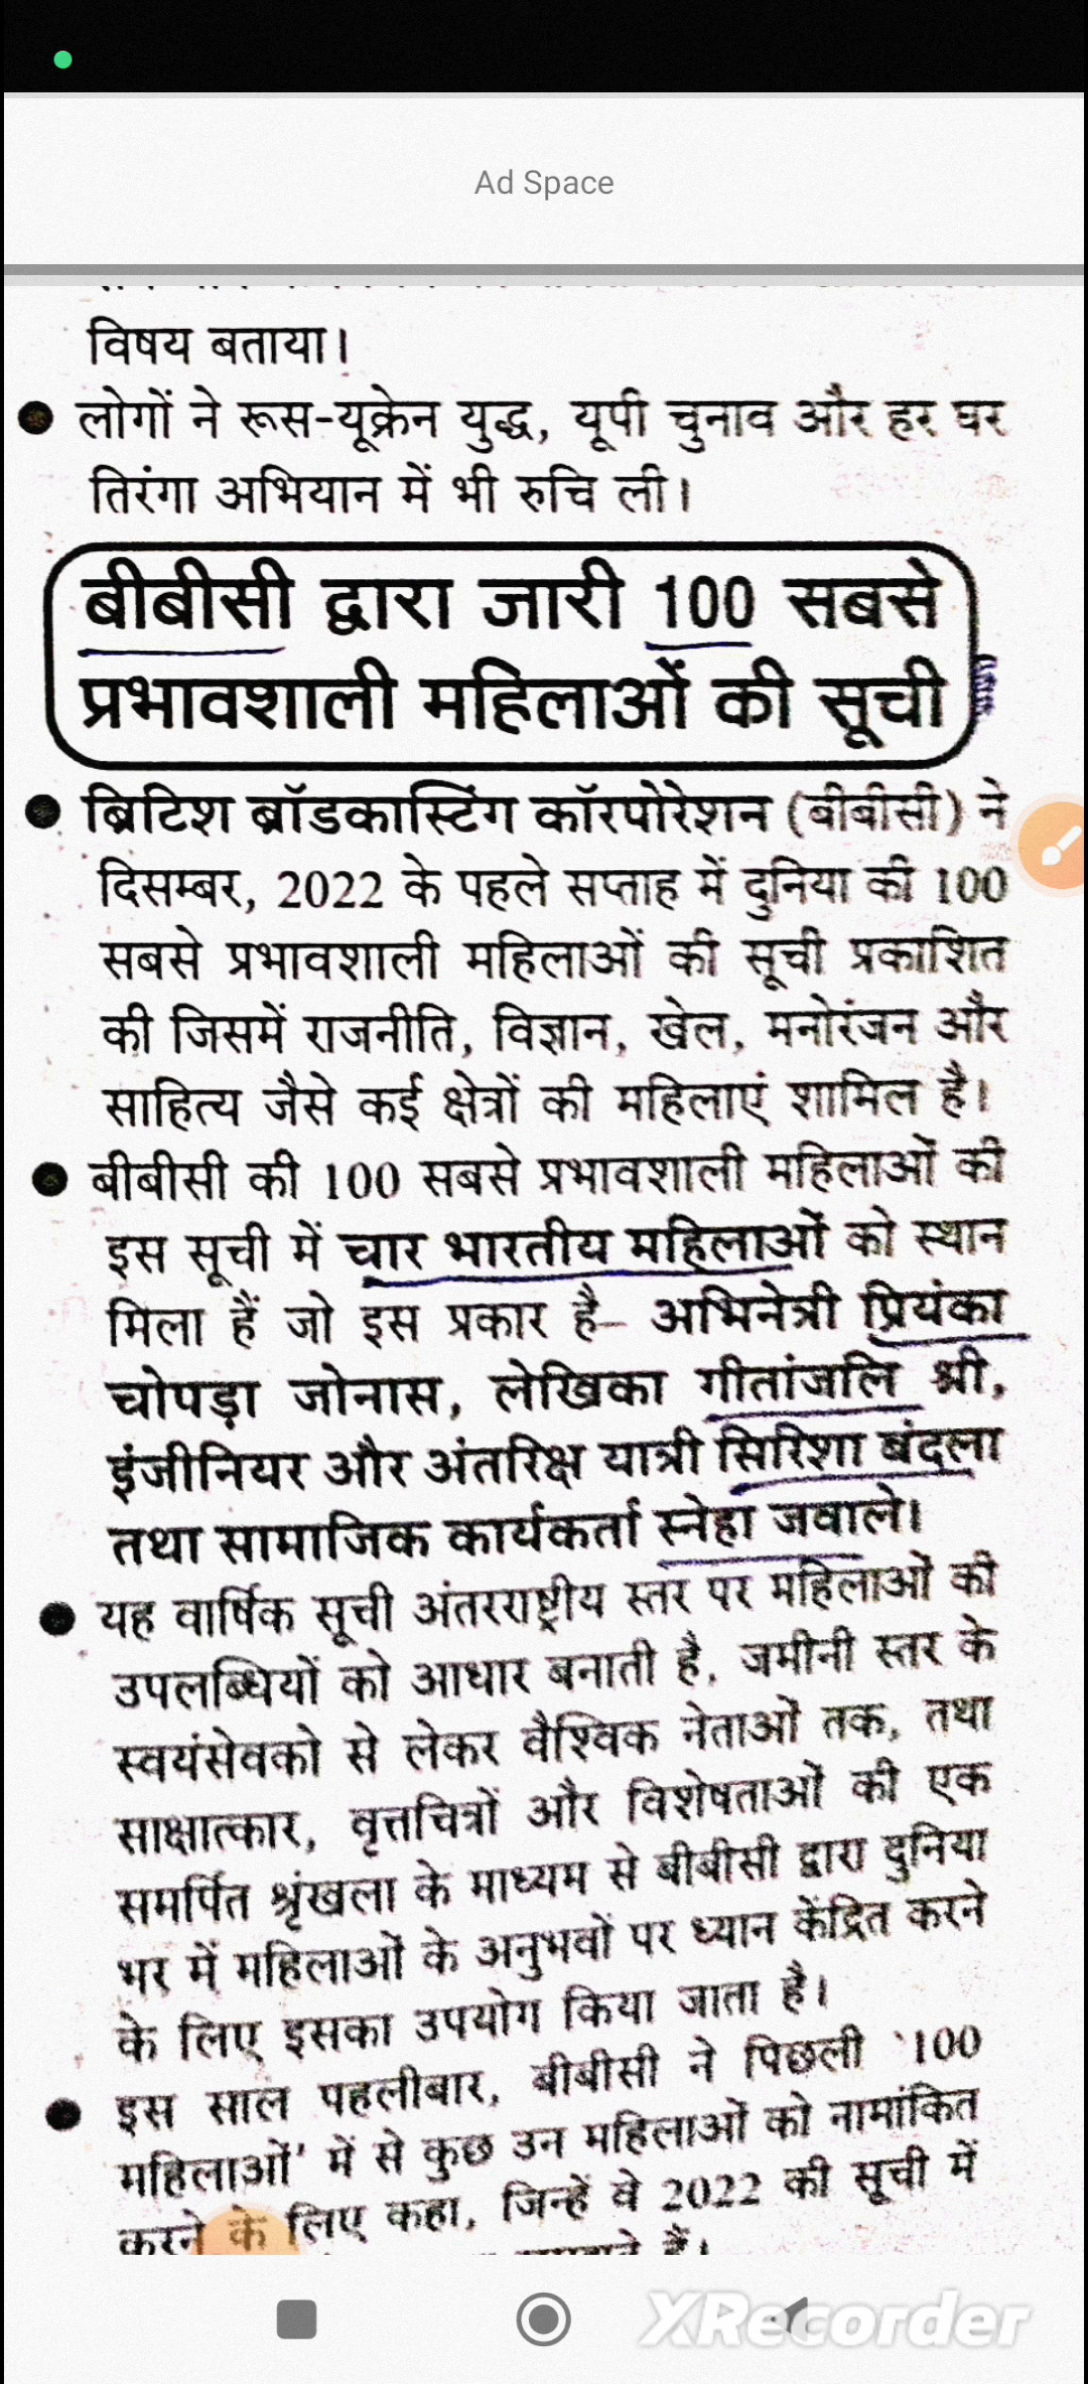 Ad Space
विषय बताया।
लोगों ने रूस-यूक्रेन युद्ध, यूपी चुनाव और हर घर
तिरंगा अभियान में भी रुचि ली।
बीबीसी द्वारा जारी 100 सबसे
प्रभावशाली महिलाओं की सूची
ब्रिटिश ब्रॉडकास्टिंग कॉरपोरेशन (बीबीसी) ने
दिसम्बर, 2022 के पहले सप्ताह में दुनिया की 100
सबसे प्रभावशाली महिलाओं की सूची प्रकाशित
की जिसमें राजनीति, विज्ञान, खेल, मनोरंजन और
साहित्य जैसे कई क्षेत्रों की महिलाएं शामिल है।
बीबीसी की 100 सबसे प्रभावशाली महिलाओं की
इस सूची में चार भारतीय महिलाओं को स्थान
मिला हैं जो इस प्रकार है– अभिनेत्री प्रियंका
चोपड़ा जोनास, लेखिका गीतांजलि श्री,
इंजीनियर और अंतरिक्ष यात्री सिरिशा बंदला
तथा सामाजिक कार्यकर्ता स्नेहा जवाले।
यह वार्षिक सूची अंतरराष्ट्रीय स्तर पर महिलाओं की
उपलब्धियों को आधार बनाती है, जमीनी स्तर के
स्वयंसेवको से लेकर वैश्विक नेताओं तक, तथा
साक्षात्कार, वृत्तचित्रों और विशेषताओं की एक
समर्पित श्रृंखला के माध्यम से बीबीसी द्वारा दुनिया
भर में महिलाओं के अनुभवों पर ध्यान केंद्रित करने
के लिए इसका उपयोग किया जाता है।
इस साल पहलीबार, बीबीसी ने पिछली '100
महिलाओं' में से कुछ उन महिलाओं को नामांकित
करने के लिए कहा, जिन्हें वे 2022 की सूची में
हैं।
XRecorder